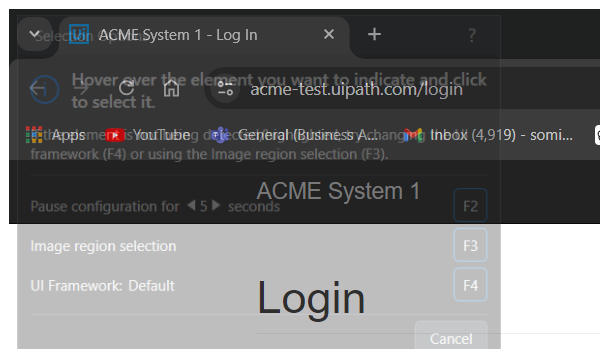 Selection Options
ACME System 1 - Log In
?
Hover over the element you want to indicate and click
to select it.
acme-test.uipath.com/login
If the element is not being detected/highlighted, try changing the UI
framework (F4) or using the Image region selection (F3).
Apps YouTube General (Business A... Inbox (4,919) - somi...
ACME System 1
Pause configuration for 5 seconds F2
Image region selection F3
UI Framework: Default F4
Login
Cancel